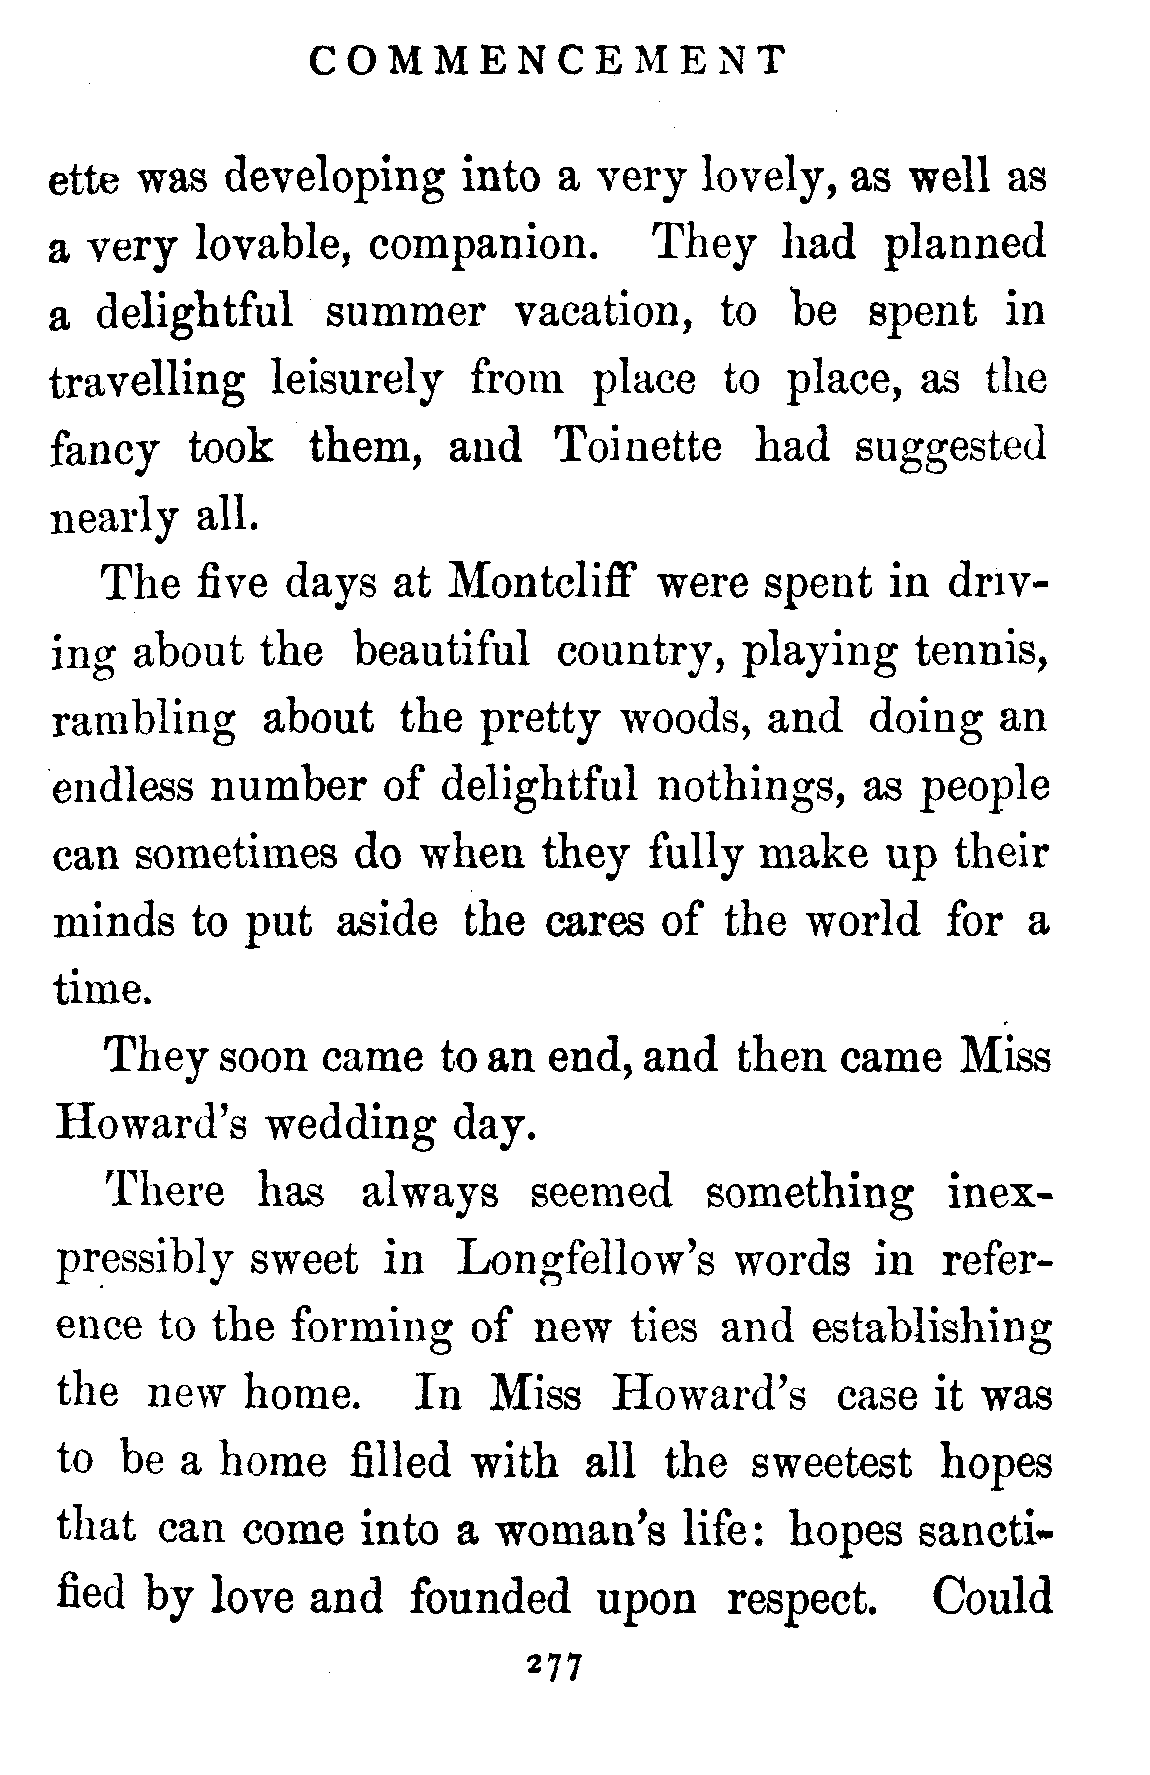 COMMENCEMENT
ette was developing into a very lovely, as well as
a very lovable, companion. They had planned
a delightful summer vacation, to be spent in
travelling leisurely from place to place, as the
fancy took them, and Toinette had suggested
nearly all.
The five days at Montcliff were spent in driv-
ing about the beautiful country, playing tennis,
rambling about the pretty woods, and doing an
endless number of delightful nothings, as people
can sometimes do when they fully make up their
minds to put aside the cares of the world for a
time.
They soon came to an end, and then came Miss
Howard's wedding day.
There has always seemed something inex-
pressibly sweet in Longfellow's words in refer-
ence to the forming of new ties and establishing
the new home. In Miss Howard's case it was
to be a home filled with all the sweetest hopes
that can come into a woman's life: hopes sancti-
fied by love and founded upon respect. Could
277